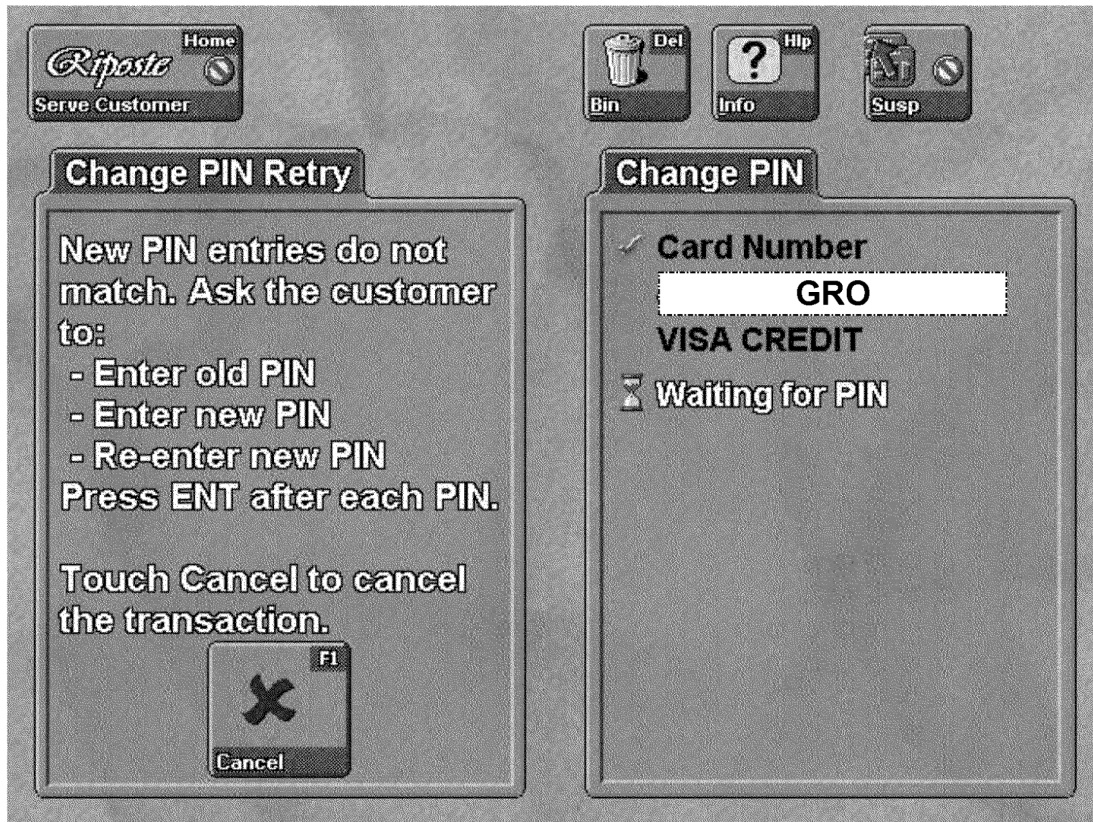 Home
Riposte
Serve Customer
Del
Bin
Hlp
?
Info
Susp
Change PIN Retry
New PIN entries do not
match. Ask the customer
to:
- Enter old PIN
- Enter new PIN
- Re-enter new PIN
Press ENT after each PIN.
Touch Cancel to cancel
the transaction.
F1
Cancel
Change PIN
Card Number
GRO
VISA CREDIT
Waiting for PIN